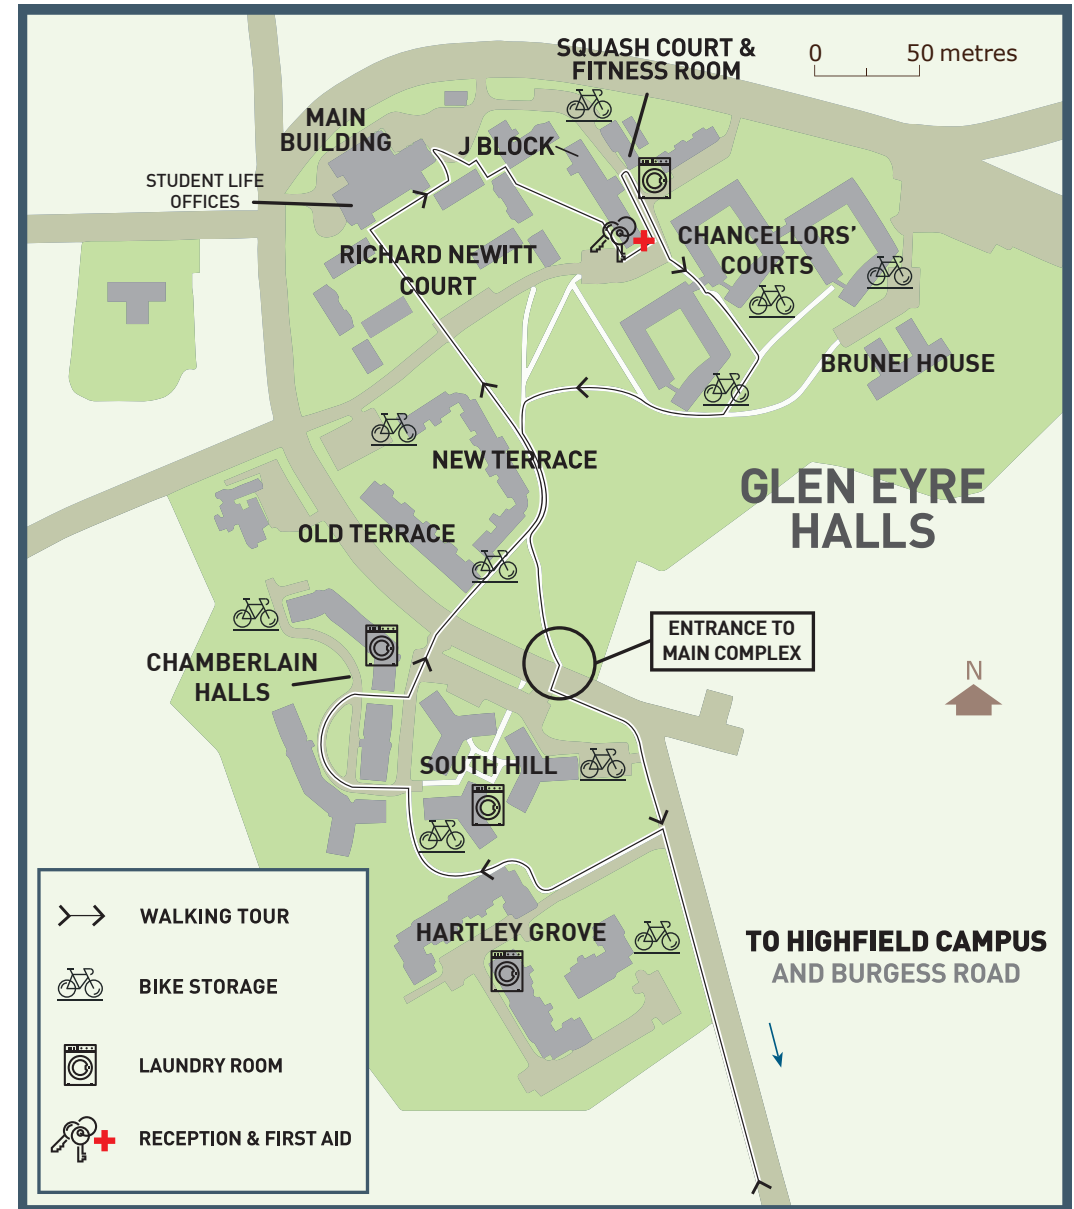 SQUASH COURT &
FITNESS ROOM
0 50 metres
MAIN
BUILDING
J BLOCK
STUDENT LIFE
OFFICES
RICHARD NEWITT
COURT
CHANCELLORS'
COURTS
BRUNEI HOUSE
NEW TERRACE
GLEN EYRE
HALLS
OLD TERRACE
ENTRANCE TO
MAIN COMPLEX
CHAMBERLAIN
HALLS
N
SOUTH HILL
HARTLEY GROVE
TO HIGHFIELD CAMPUS
AND BURGESS ROAD
WALKING TOUR
BIKE STORAGE
LAUNDRY ROOM
RECEPTION & FIRST AID